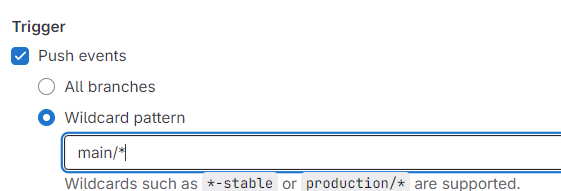 Trigger
Push events
All branches
Wildcard pattern
main/*
Wildcards such as *-stable or production/* are supported.